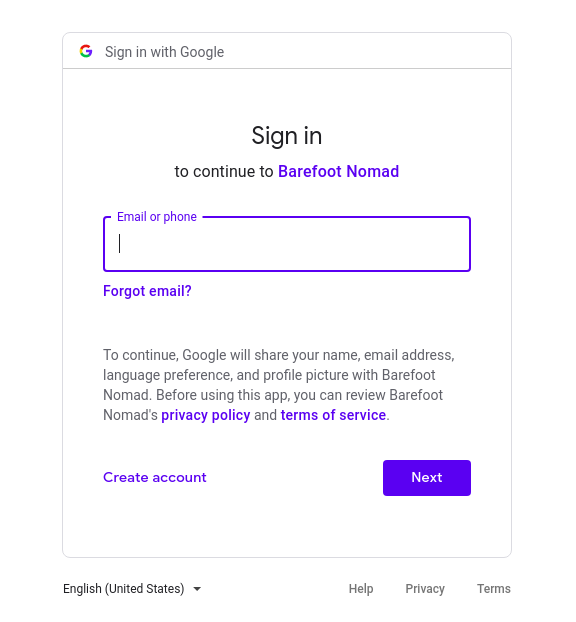 Sign in with Google
Sign in
to continue to Barefoot Nomad
Email or phone
Forgot email?
To continue, Google will share your name, email address,
language preference, and profile picture with Barefoot
Nomad. Before using this app, you can review Barefoot
Nomad's privacy policy and terms of service.
Create account
Next
English (United States)
Help
Privacy
Terms